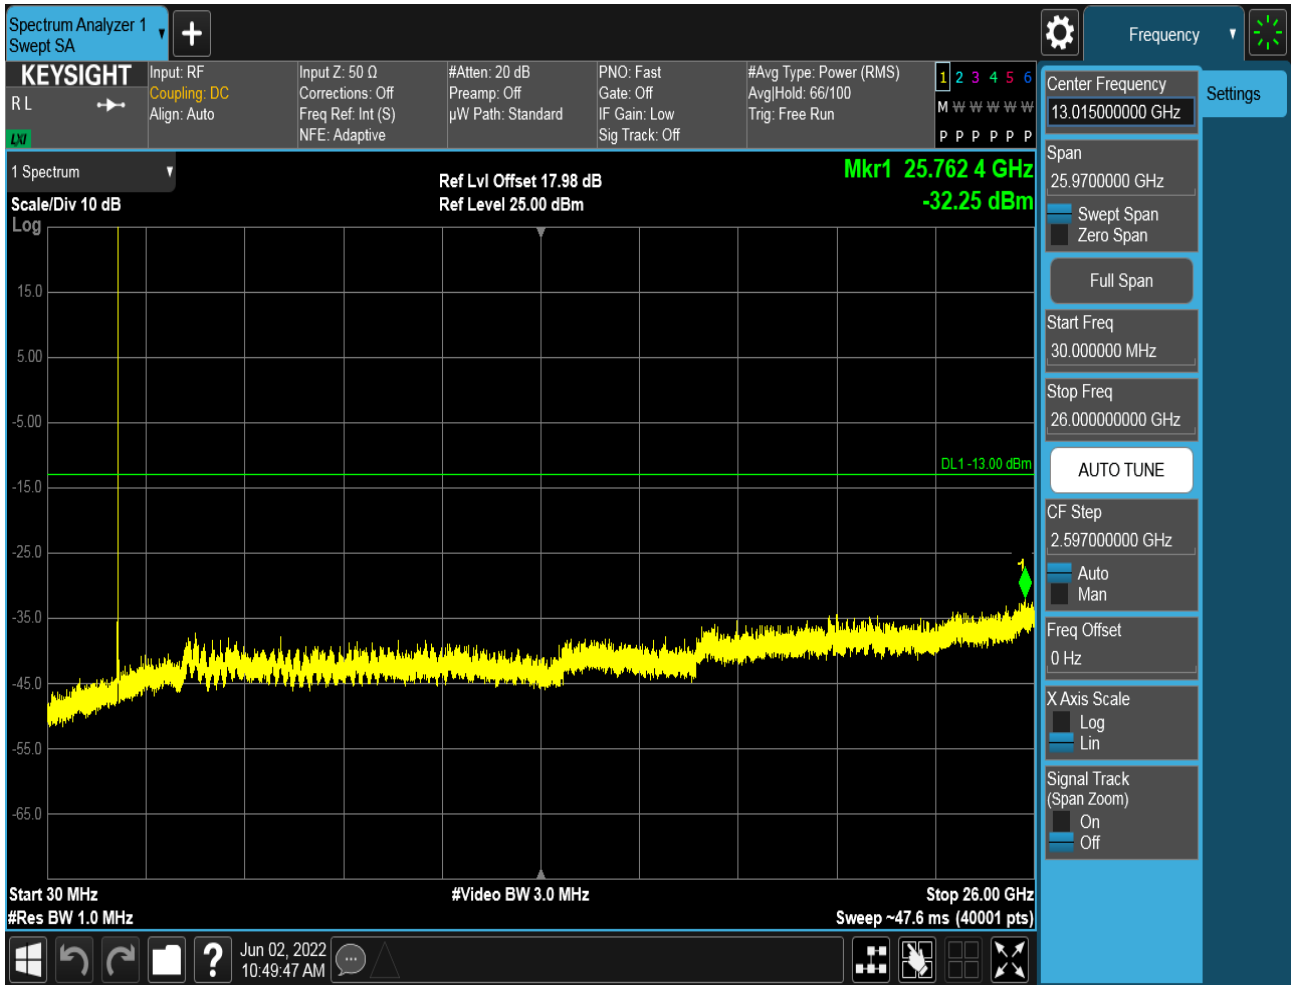 Spectrum Analyzer 1
Swept SA
Frequency
KEYSIGHT
R L
LXI
Input: RF
Coupling: DC
Align: Auto
Input Z: 50 Ω
Corrections: Off
Freq Ref: Int (S)
NFE: Adaptive
#Atten: 20 dB
Preamp: Off
µW Path: Standard
PNO: Fast
Gate: Off
IF Gain: Low
Sig Track: Off
#Avg Type: Power (RMS)
Avg|Hold: 66/100
Trig: Free Run
1 2 3 4 5 6
M W W W W W
P P P P P P
1 Spectrum
Scale/Div 10 dB
Log
Ref Lvl Offset 17.98 dB
Ref Level 25.00 dBm
Mkr1 25.762 4 GHz
-32.25 dBm
15.0
5.00
-5.00
DL1 -13.00 dBm
-15.0
-25.0
1
-35.0
-45.0
-55.0
-65.0
Start 30 MHz
#Res BW 1.0 MHz
#Video BW 3.0 MHz
Stop 26.00 GHz
Sweep ~47.6 ms (40001 pts)
?
Jun 02, 2022
10:49:47 AM
Center Frequency
13.015000000 GHz
Settings
Span
25.9700000 GHz
Swept Span
Zero Span
Full Span
Start Freq
30.000000 MHz
Stop Freq
26.000000000 GHz
AUTO TUNE
CF Step
2.597000000 GHz
Auto
Man
Freq Offset
0 Hz
X Axis Scale
Log
Lin
Signal Track
(Span Zoom)
On
Off